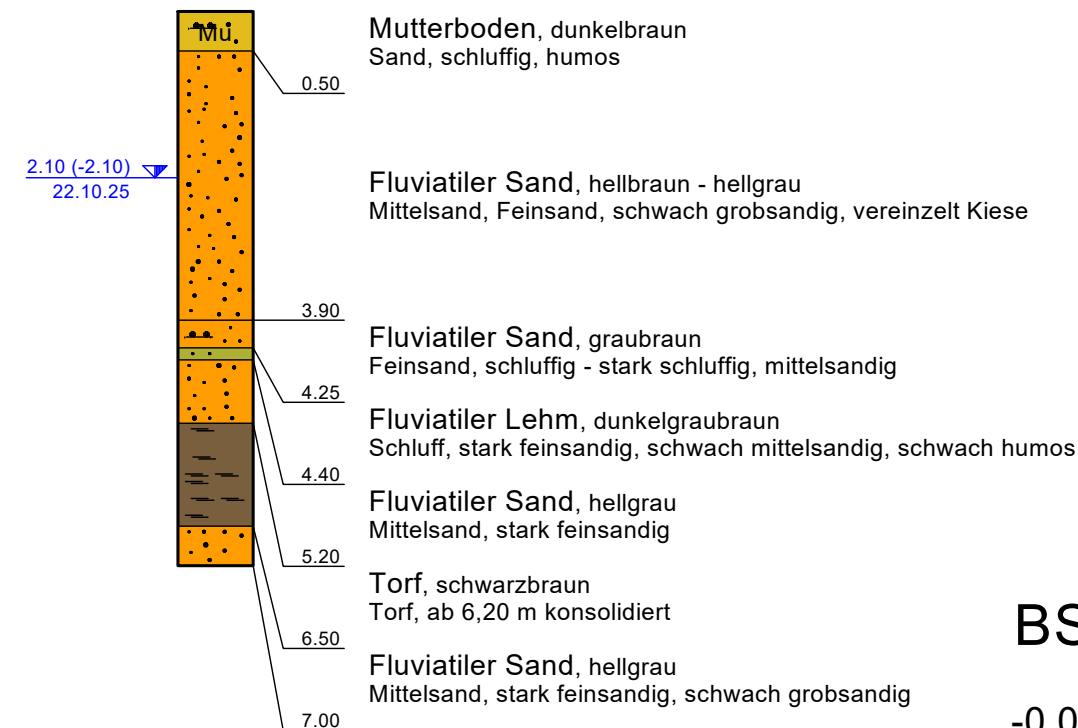 Mu
Mutterboden, dunkelbraun
Sand, schluffig, humos
0.50
2.10 (-2.10)
22.10.25
Fluviatiler Sand, hellbraun - hellgrau
Mittelsand, Feinsand, schwach grobsandig, vereinzelt Kiese
3.90
Fluviatiler Sand, graubraun
Feinsand, schluffig - stark schluffig, mittelsandig
4.25
Fluviatiler Lehm, dunkelgraubraun
Schluff, stark feinsandig, schwach mittelsandig, schwach humos
4.40
Fluviatiler Sand, hellgrau
Mittelsand, stark feinsandig
5.20
Torf, schwarzbraun
Torf, ab 6,20 m konsolidiert
BS
6.50
Fluviatiler Sand, hellgrau
Mittelsand, stark feinsandig, schwach grobsandig
7.00
-0.0